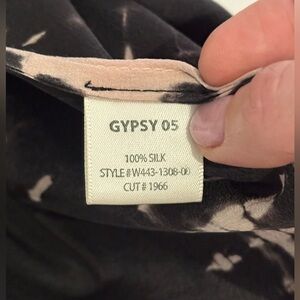 GYPSY 05
100% SILK
STYLE # W443-1308-00
CUT # 1966